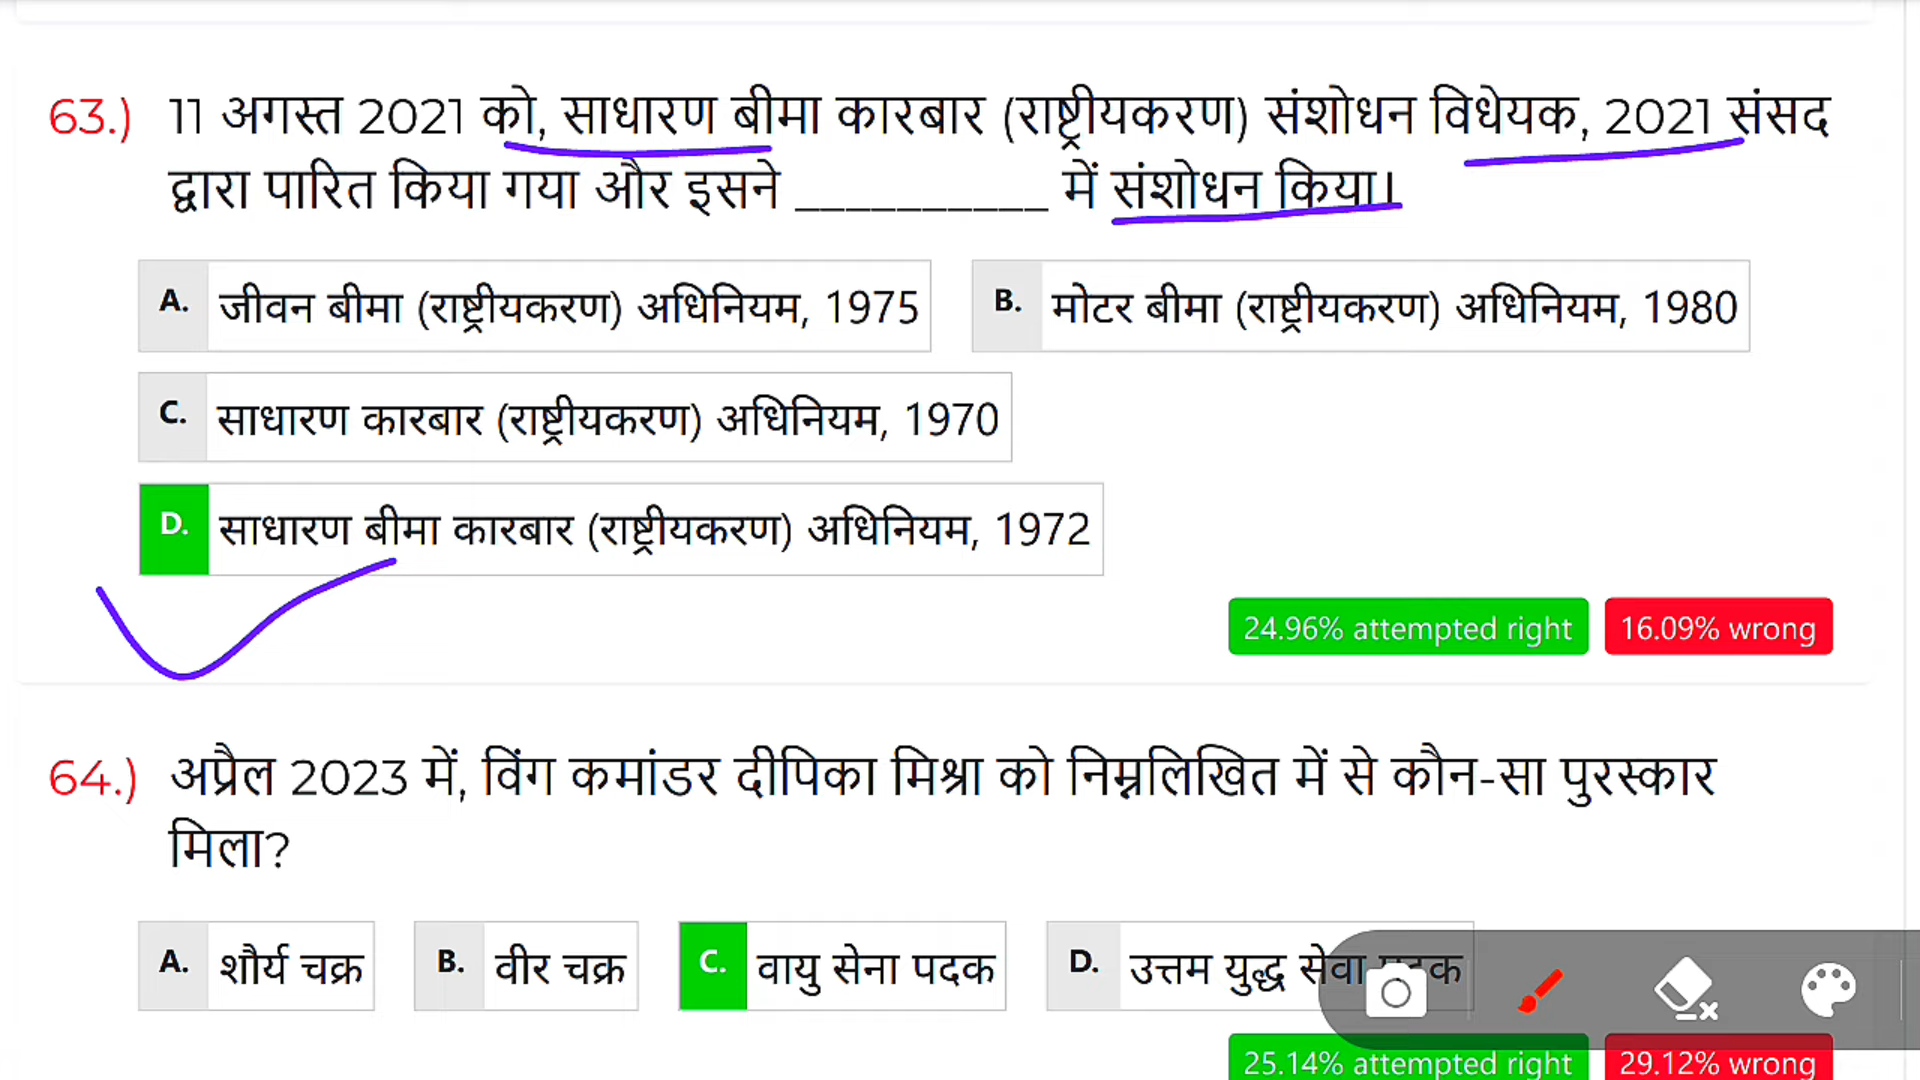 63.) 11 अगस्त 2021 को, साधारण बीमा कारबार (राष्ट्रीयकरण) संशोधन विधेयक, 2021 संसद
द्वारा पारित किया गया और इसने __________ में संशोधन किया।
A. जीवन बीमा (राष्ट्रीयकरण) अधिनियम, 1975
B. मोटर बीमा (राष्ट्रीयकरण) अधिनियम, 1980
C. साधारण कारबार (राष्ट्रीयकरण) अधिनियम, 1970
D. साधारण बीमा कारबार (राष्ट्रीयकरण) अधिनियम, 1972
24.96% attempted right 16.09% wrong
64.) अप्रैल 2023 में, विंग कमांडर दीपिका मिश्रा को निम्नलिखित में से कौन-सा पुरस्कार
मिला?
A. शौर्य चक्र B. वीर चक्र C. वायु सेना पदक D. उत्तम युद्ध सेवा पदक
25.14% attempted right 29.12% wrong